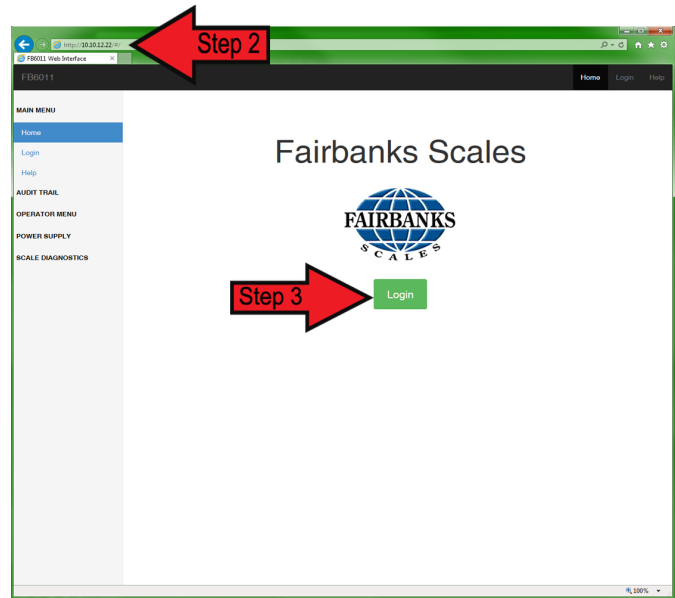 Step 2
http://10.10.12.22/#/
FB6011 Web Interface
FB6011
Home Login Help
MAIN MENU
Home
Login
Help
AUDIT TRAIL
OPERATOR MENU
POWER SUPPLY
SCALE DIAGNOSTICS
Fairbanks Scales
FAIRBANKS
SCALES
Step 3
Login
100%